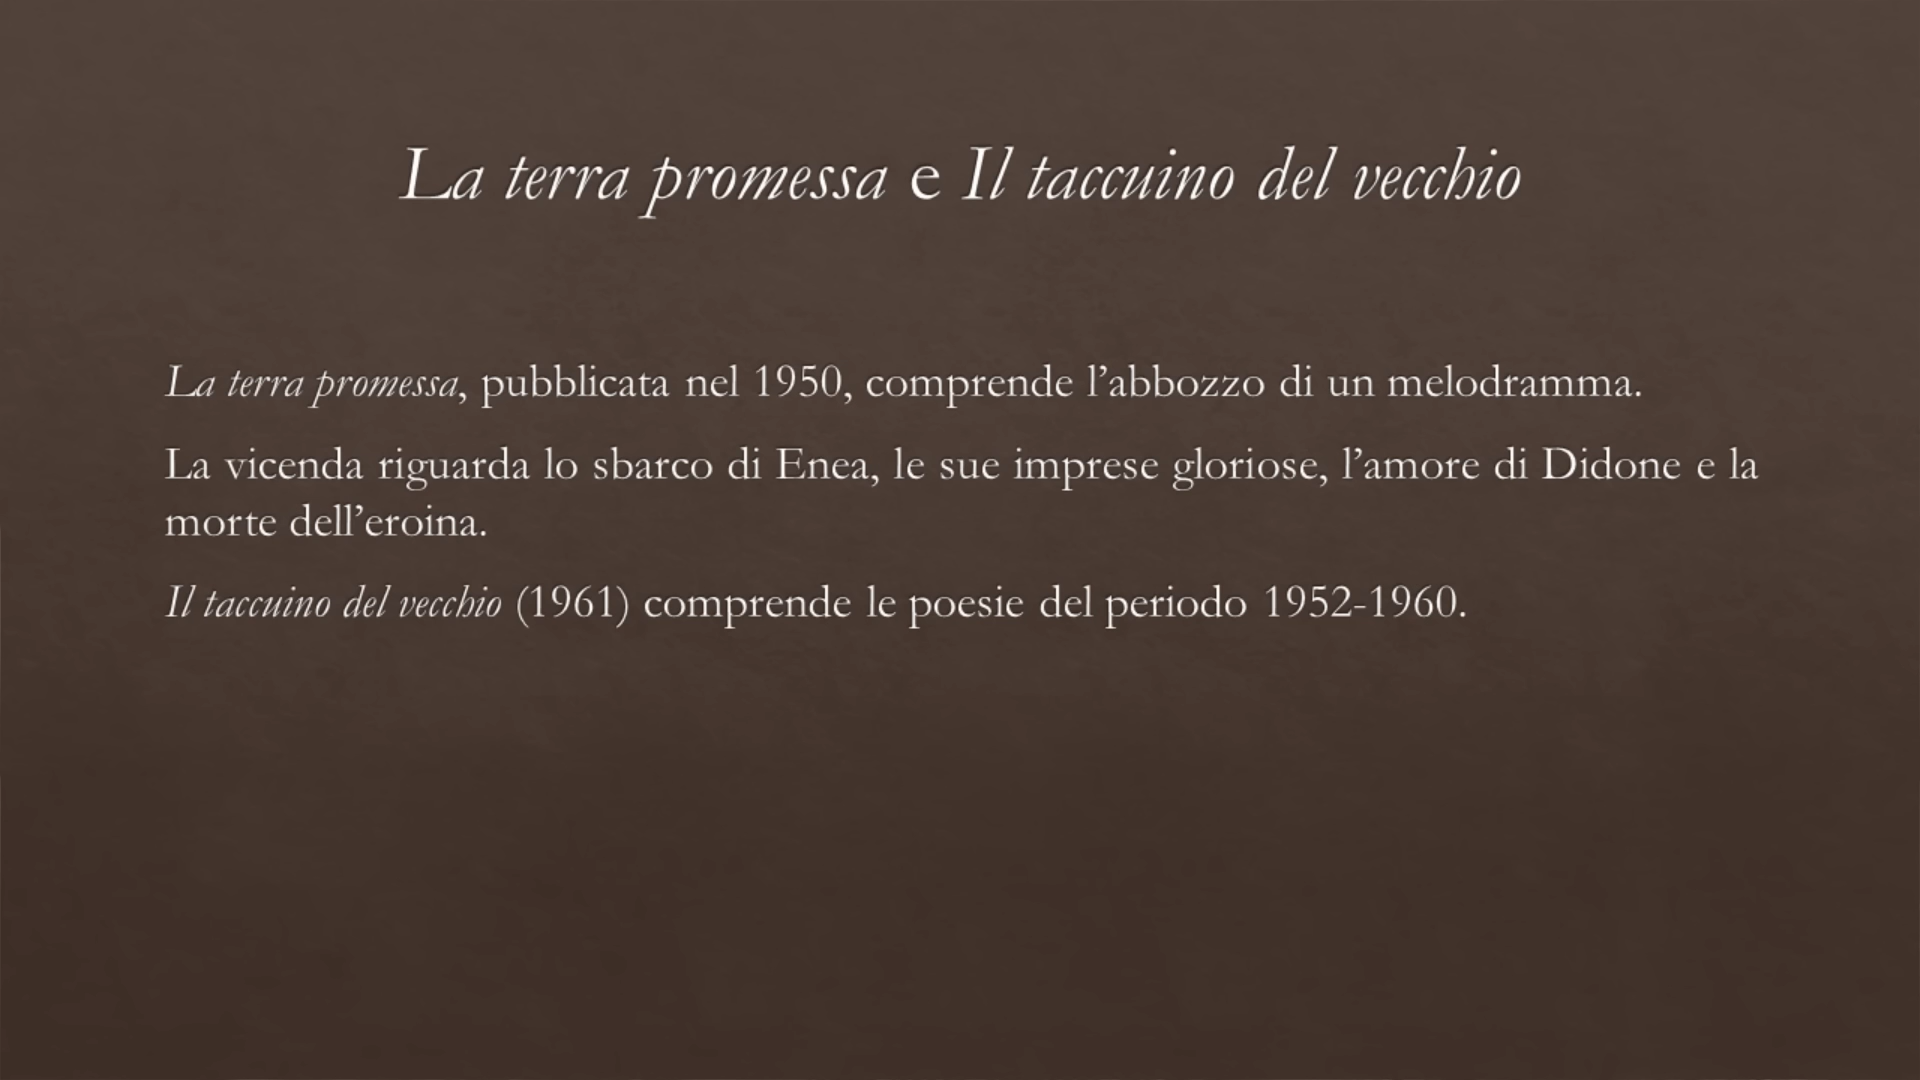 La terra promessa e Il taccuino del vecchio
La terra promessa, pubblicata nel 1950, comprende l’abbozzo di un melodramma.
La vicenda riguarda lo sbarco di Enea, le sue imprese gloriose, l’amore di Didone e la
morte dell’eroina.
Il taccuino del vecchio (1961) comprende le poesie del periodo 1952-1960.